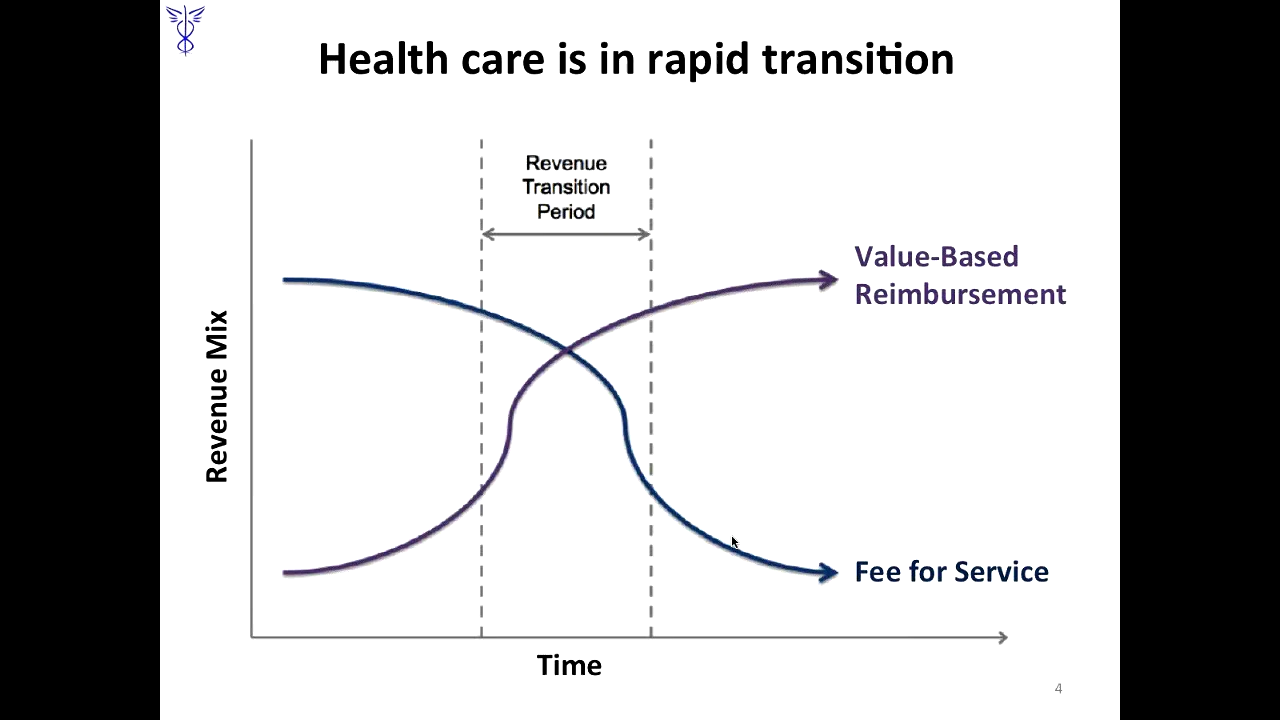 Health care is in rapid transition
Revenue
Transition
Period
Value-Based
Reimbursement
Revenue Mix
Fee for Service
Time
4